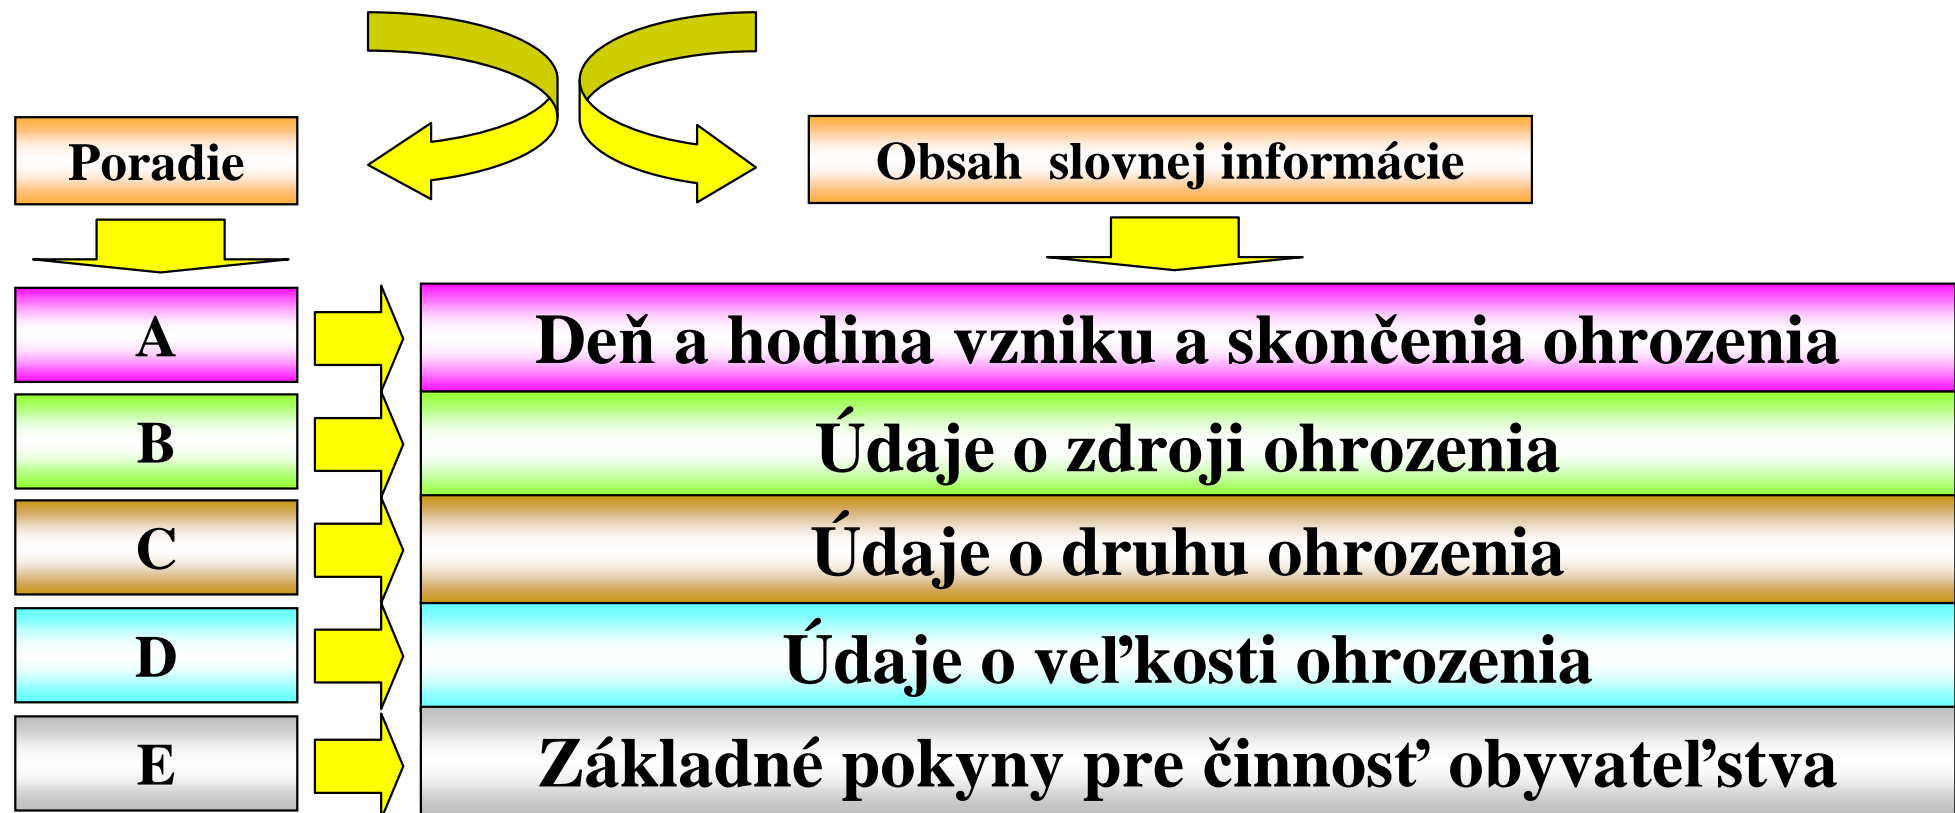 Poradie
Obsah slovnej informácie
A
Deň a hodina vzniku a skončenia ohrozenia
B
Údaje o zdroji ohrozenia
C
Údaje o druhu ohrozenia
D
Údaje o veľkosti ohrozenia
E
Základné pokyny pre činnosť obyvateľstva